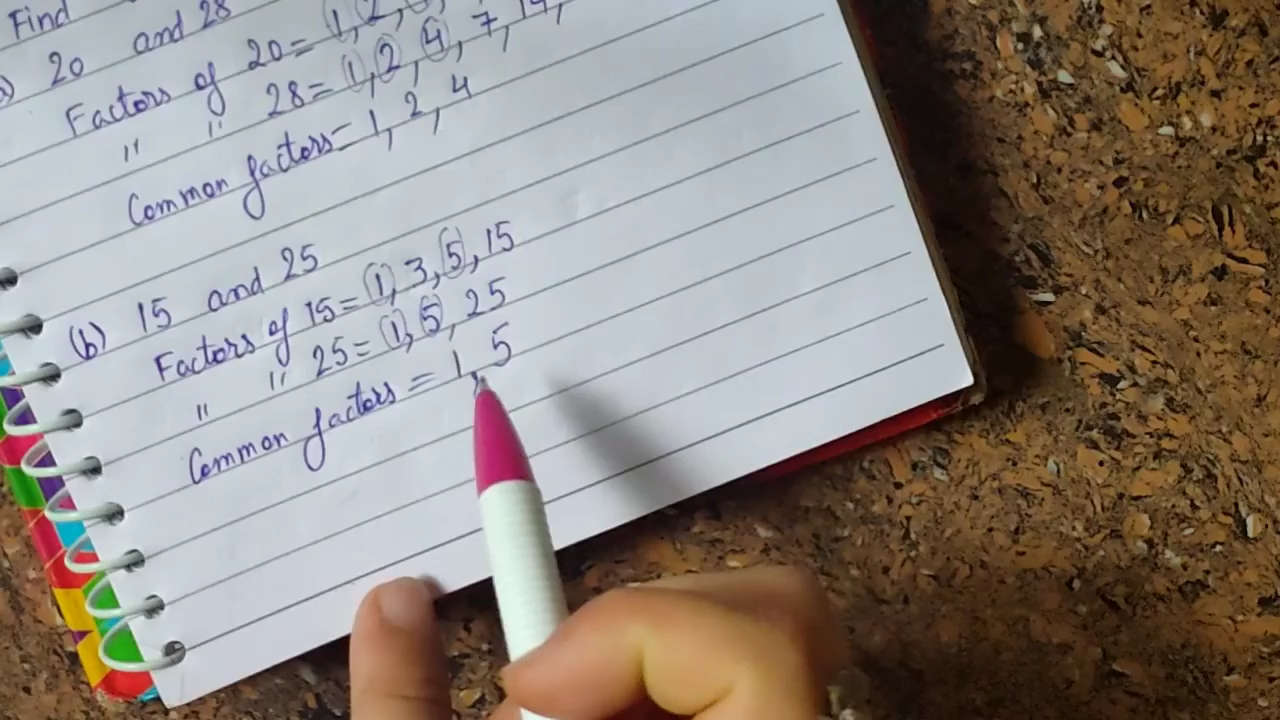 Find
a) 20 and 28
Factors of 20 = 1, 2,
" " 28 = 1, 2, 4, 7, 14,
Common factors = 1, 2, 4
(b) 15 and 25
Factors of 15 = 1, 3, 5, 15
" " 25 = 1, 5, 25
Common factors = 1, 5